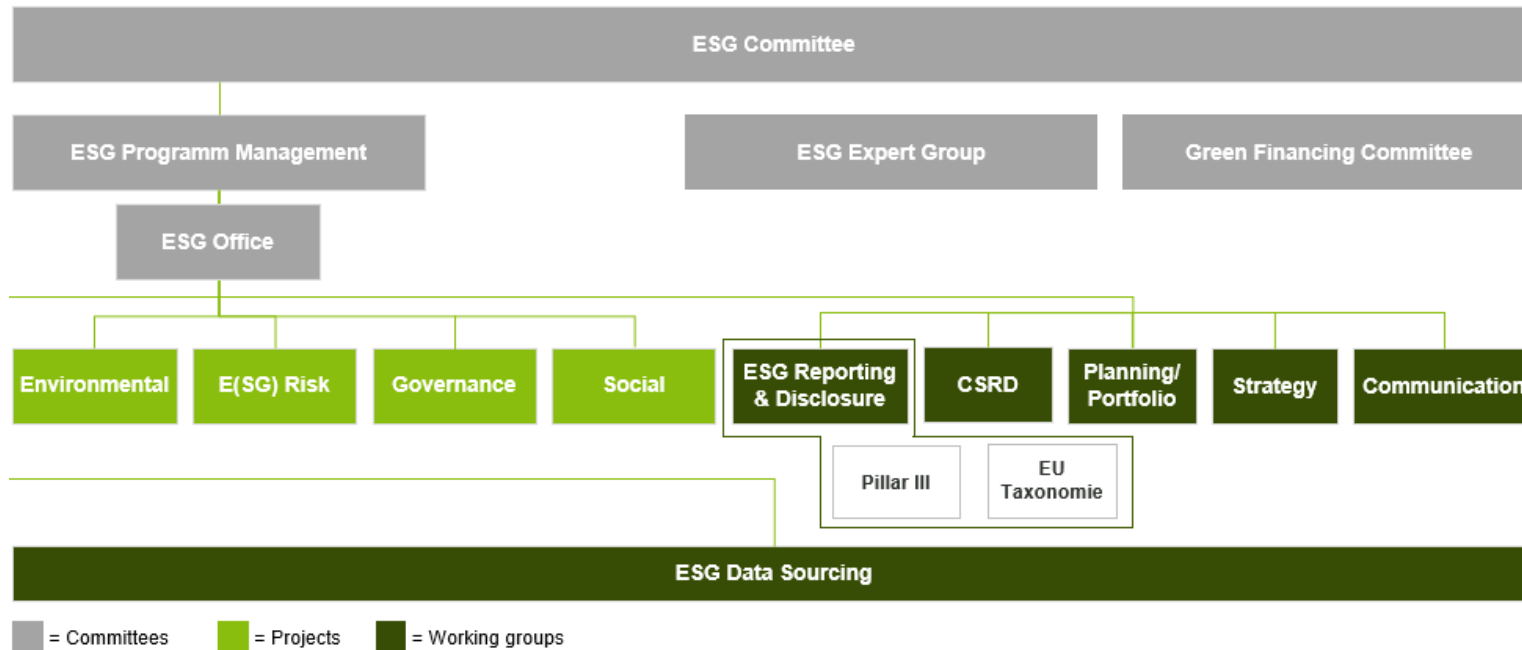 ESG Committee
ESG Programm Management
ESG Expert Group
Green Financing Committee
ESG Office
Environmental
E(SG) Risk
Governance
Social
ESG Reporting
& Disclosure
CSRD
Planning/
Portfolio
Strategy
Communication
Pillar III
EU
Taxonomie
ESG Data Sourcing
= Committees
= Projects
= Working groups